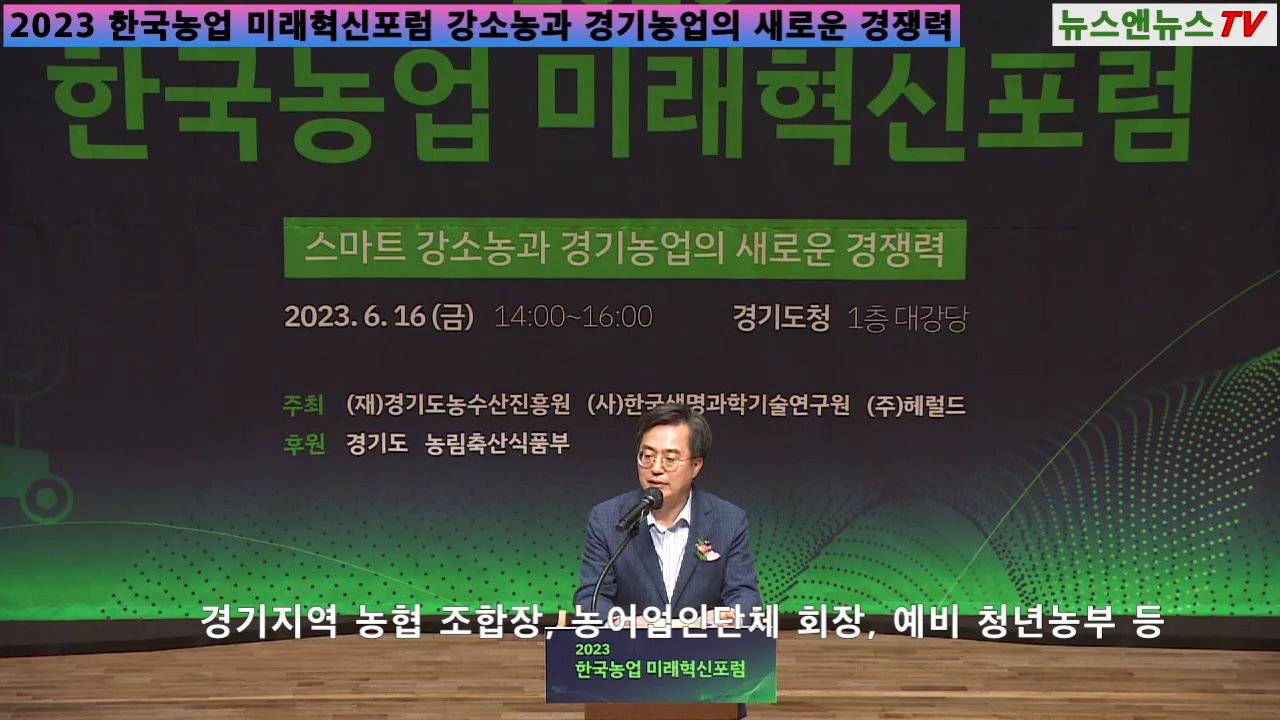 2023 한국농업 미래혁신포럼 강소농과 경기농업의 새로운 경쟁력
뉴스앤뉴스TV
한국농업 미래혁신포럼
스마트 강소농과 경기농업의 새로운 경쟁력
2023. 6. 16 (금) 14:00~16:00 경기도청 1층 대강당
주최 (재)경기도농수산진흥원 (사)한국생명과학기술연구원 (주)헤럴드
후원 경기도 농림축산식품부
경기지역 농협 조합장, 농어업인단체 회장, 예비 청년농부 등
2023
한국농업 미래혁신포럼